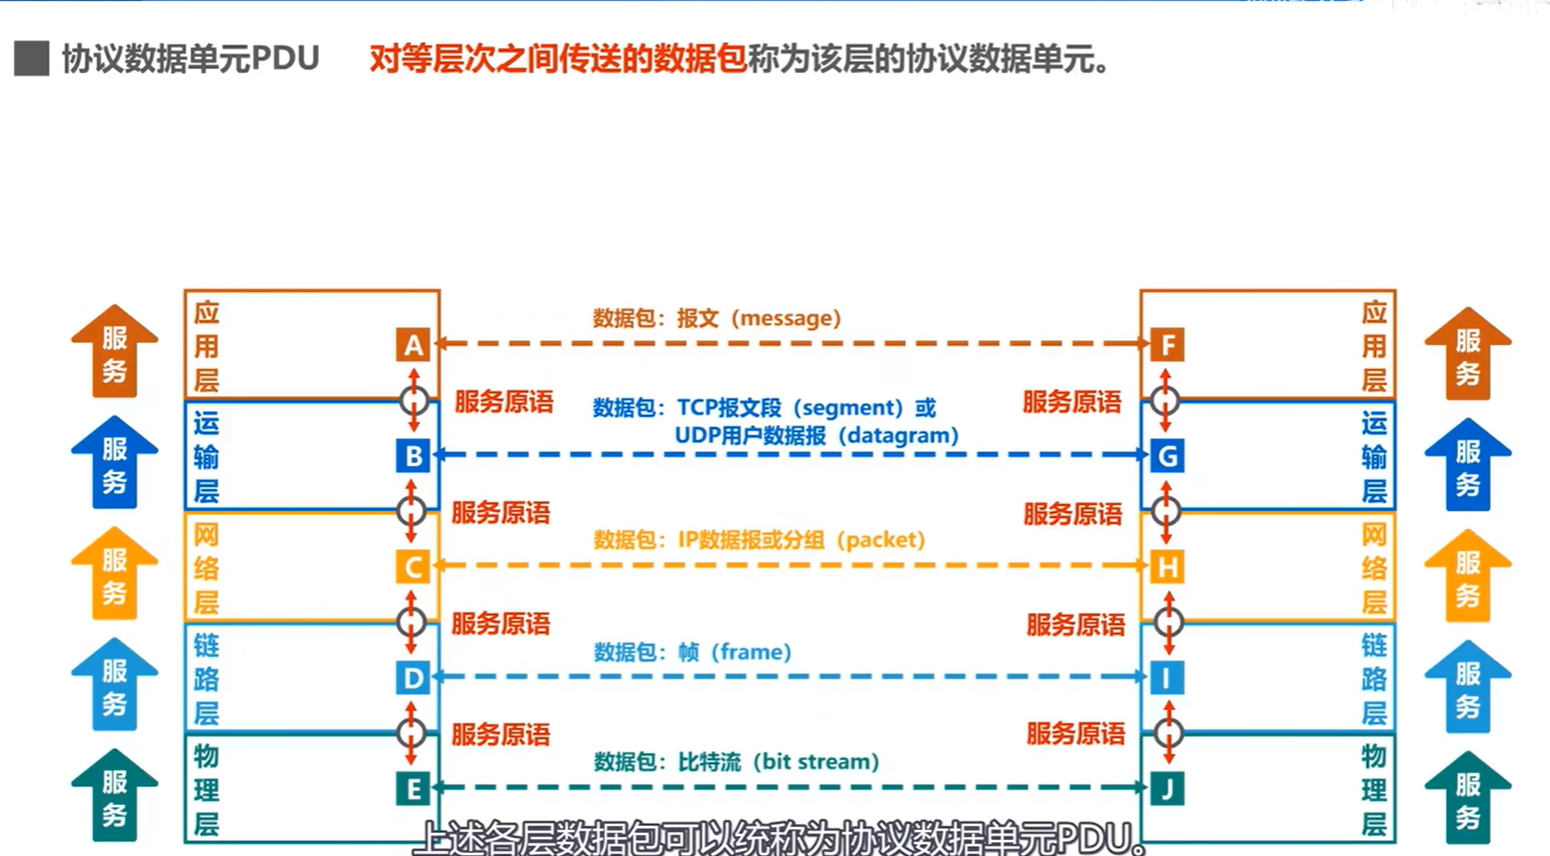 协议数据单元PDU 对等层次之间传送的数据包称为该层的协议数据单元。
服务
应用层
A
数据包：报文（message）
F
应用层
服务
服务原语
服务原语
服务
运输层
B
数据包：TCP报文段（segment）或
UDP用户数据报（datagram）
G
运输层
服务
服务原语
服务原语
服务
网络层
C
数据包：IP数据报或分组（packet）
H
网络层
服务
服务原语
服务原语
服务
链路层
D
数据包：帧（frame）
I
链路层
服务
服务原语
服务原语
服务
物理层
E
数据包：比特流（bit stream）
J
物理层
服务
上述各层数据包可以统称为协议数据单元PDU。